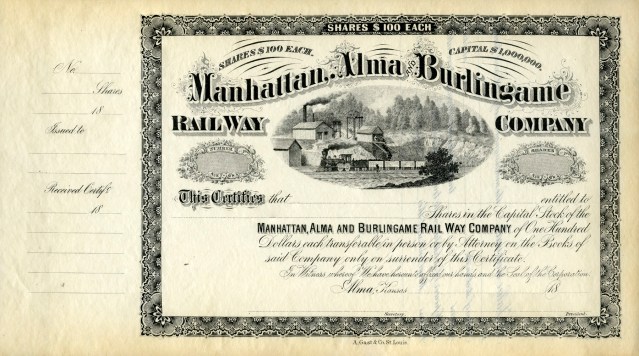 No.
Shares
18
Issued to
Received Certif.
18
SHARES $100 EACH
SHARES $100 EACH.
CAPITAL $1,000,000.
Manhattan, Alma AND Burlingame
RAIL WAY COMPANY
NUMBER
SHARES
This Certifies that entitled to
Shares in the Capital Stock of the
MANHATTAN, ALMA AND BURLINGAME RAIL WAY COMPANY of One Hundred
Dollars each transferable in person or by Attorney on the Books of
said Company only on surrender of this Certificate.
In Witness whereof We have hereunto affixed our hands and the Seal of the Corporation
Alma, Kansas 18
Secretary. President.
A. Gast & Co. St. Louis